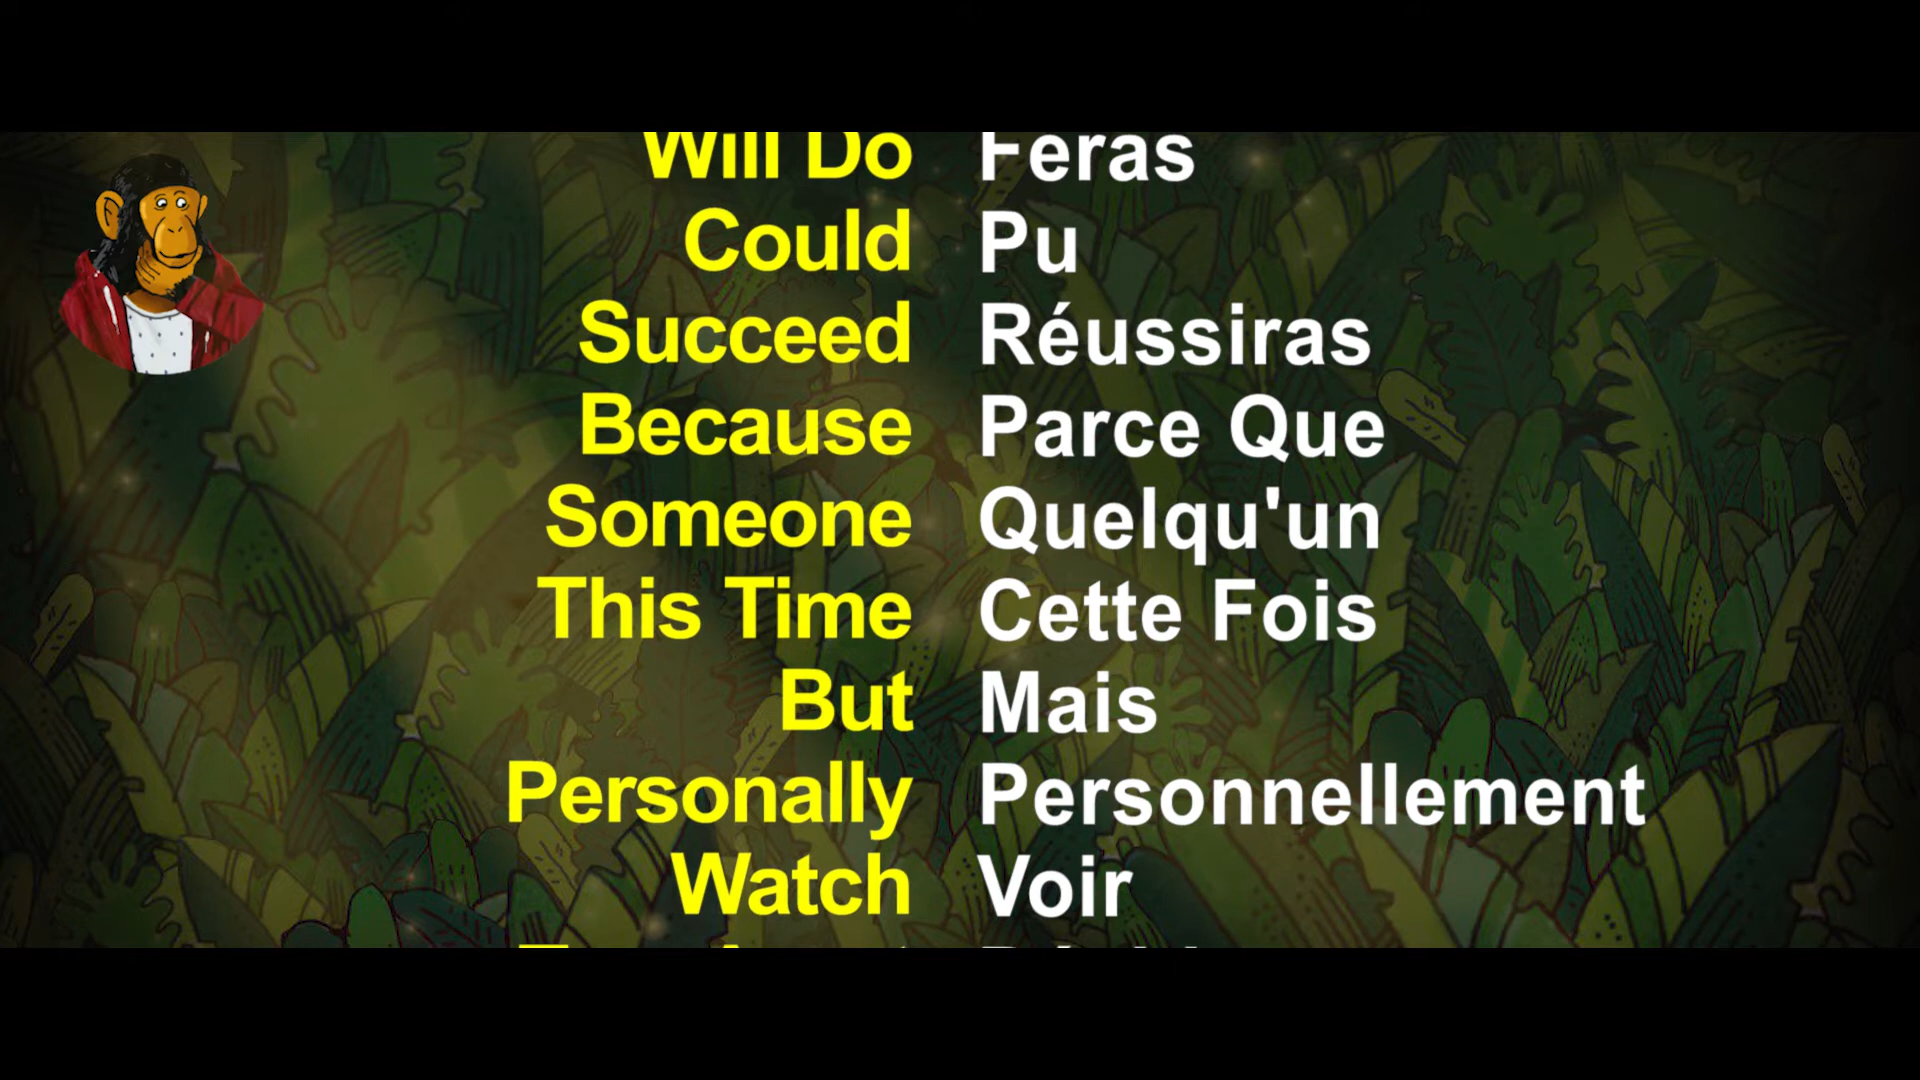 Will Do Feras
Could Pu
Succeed Réussiras
Because Parce Que
Someone Quelqu'un
This Time Cette Fois
But Mais
Personally Personnellement
Watch Voir